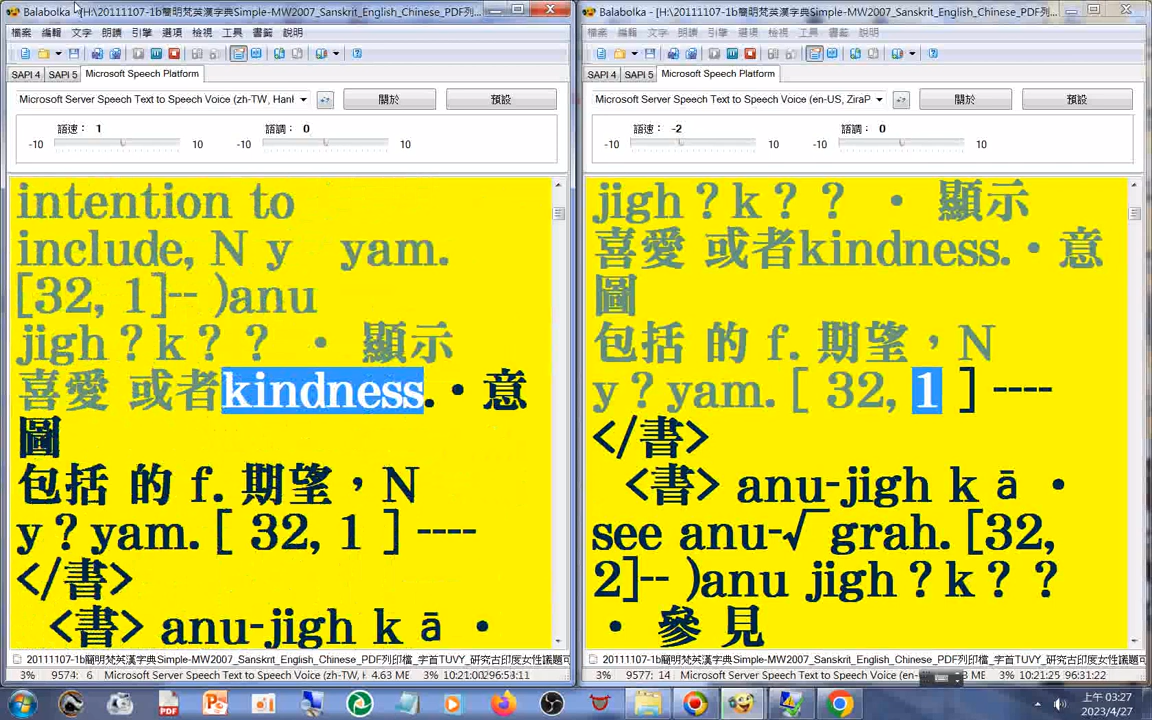 Balabolka - [H:\20111107-1b簡明梵英漢字典Simple-MW2007_Sanskrit_English_Chinese_PDF列...
檔案 編輯 文字 朗讀 引擎 選項 檢視 工具 書籤 說明
SAPI 4 SAPI 5 Microsoft Speech Platform
Microsoft Server Speech Text to Speech Voice (zh-TW, Hanl
關於 預設
語速: 1 語調: 0
-10 10 -10 10
intention to
include, N y yam.
[32, 1]-- )anu
jigh？k？？ • 顯示
喜愛 或者kindness.•意
圖
包括 的 f. 期望，N
y？yam. [ 32, 1 ] ----
</書>
<書> anu-jigh k ā •
20111107-1b簡明梵英漢字典Simple-MW2007_Sanskrit_English_Chinese_PDF列印檔_字首TUVY_研究古印度女性議題可
3% 9574: 6 Microsoft Server Speech Text to Speech Voice (zh-TW, H 4.63 ME 3% 10:21:00
Balabolka - [H:\20111107-1b簡明梵英漢字典Simple-MW2007_Sanskrit_English_Chinese_PDF列印...
檔案 編輯 文字 朗讀 引擎 選項 檢視 工具 書籤 說明
SAPI 4 SAPI 5 Microsoft Speech Platform
Microsoft Server Speech Text to Speech Voice (en-US, ZiraP
關於 預設
語速: -2 語調: 0
-10 10 -10 10
jigh？k？？ • 顯示
喜愛 或者kindness.•意
圖
包括 的 f. 期望，N
y？yam. [ 32, 1 ] ----
</書>
<書> anu-jigh k ā •
see anu-√ grah. [32,
2]-- )anu jigh？k？？
• 參 見
20111107-1b簡明梵英漢字典Simple-MW2007_Sanskrit_English_Chinese_PDF列印檔_字首TUVY_研究古印度女性議題可
3% 9577: 14 Microsoft Server Speech Text to Speech Voice 3% 10:21:25 96:31:22
上午 03:27
2023/4/27